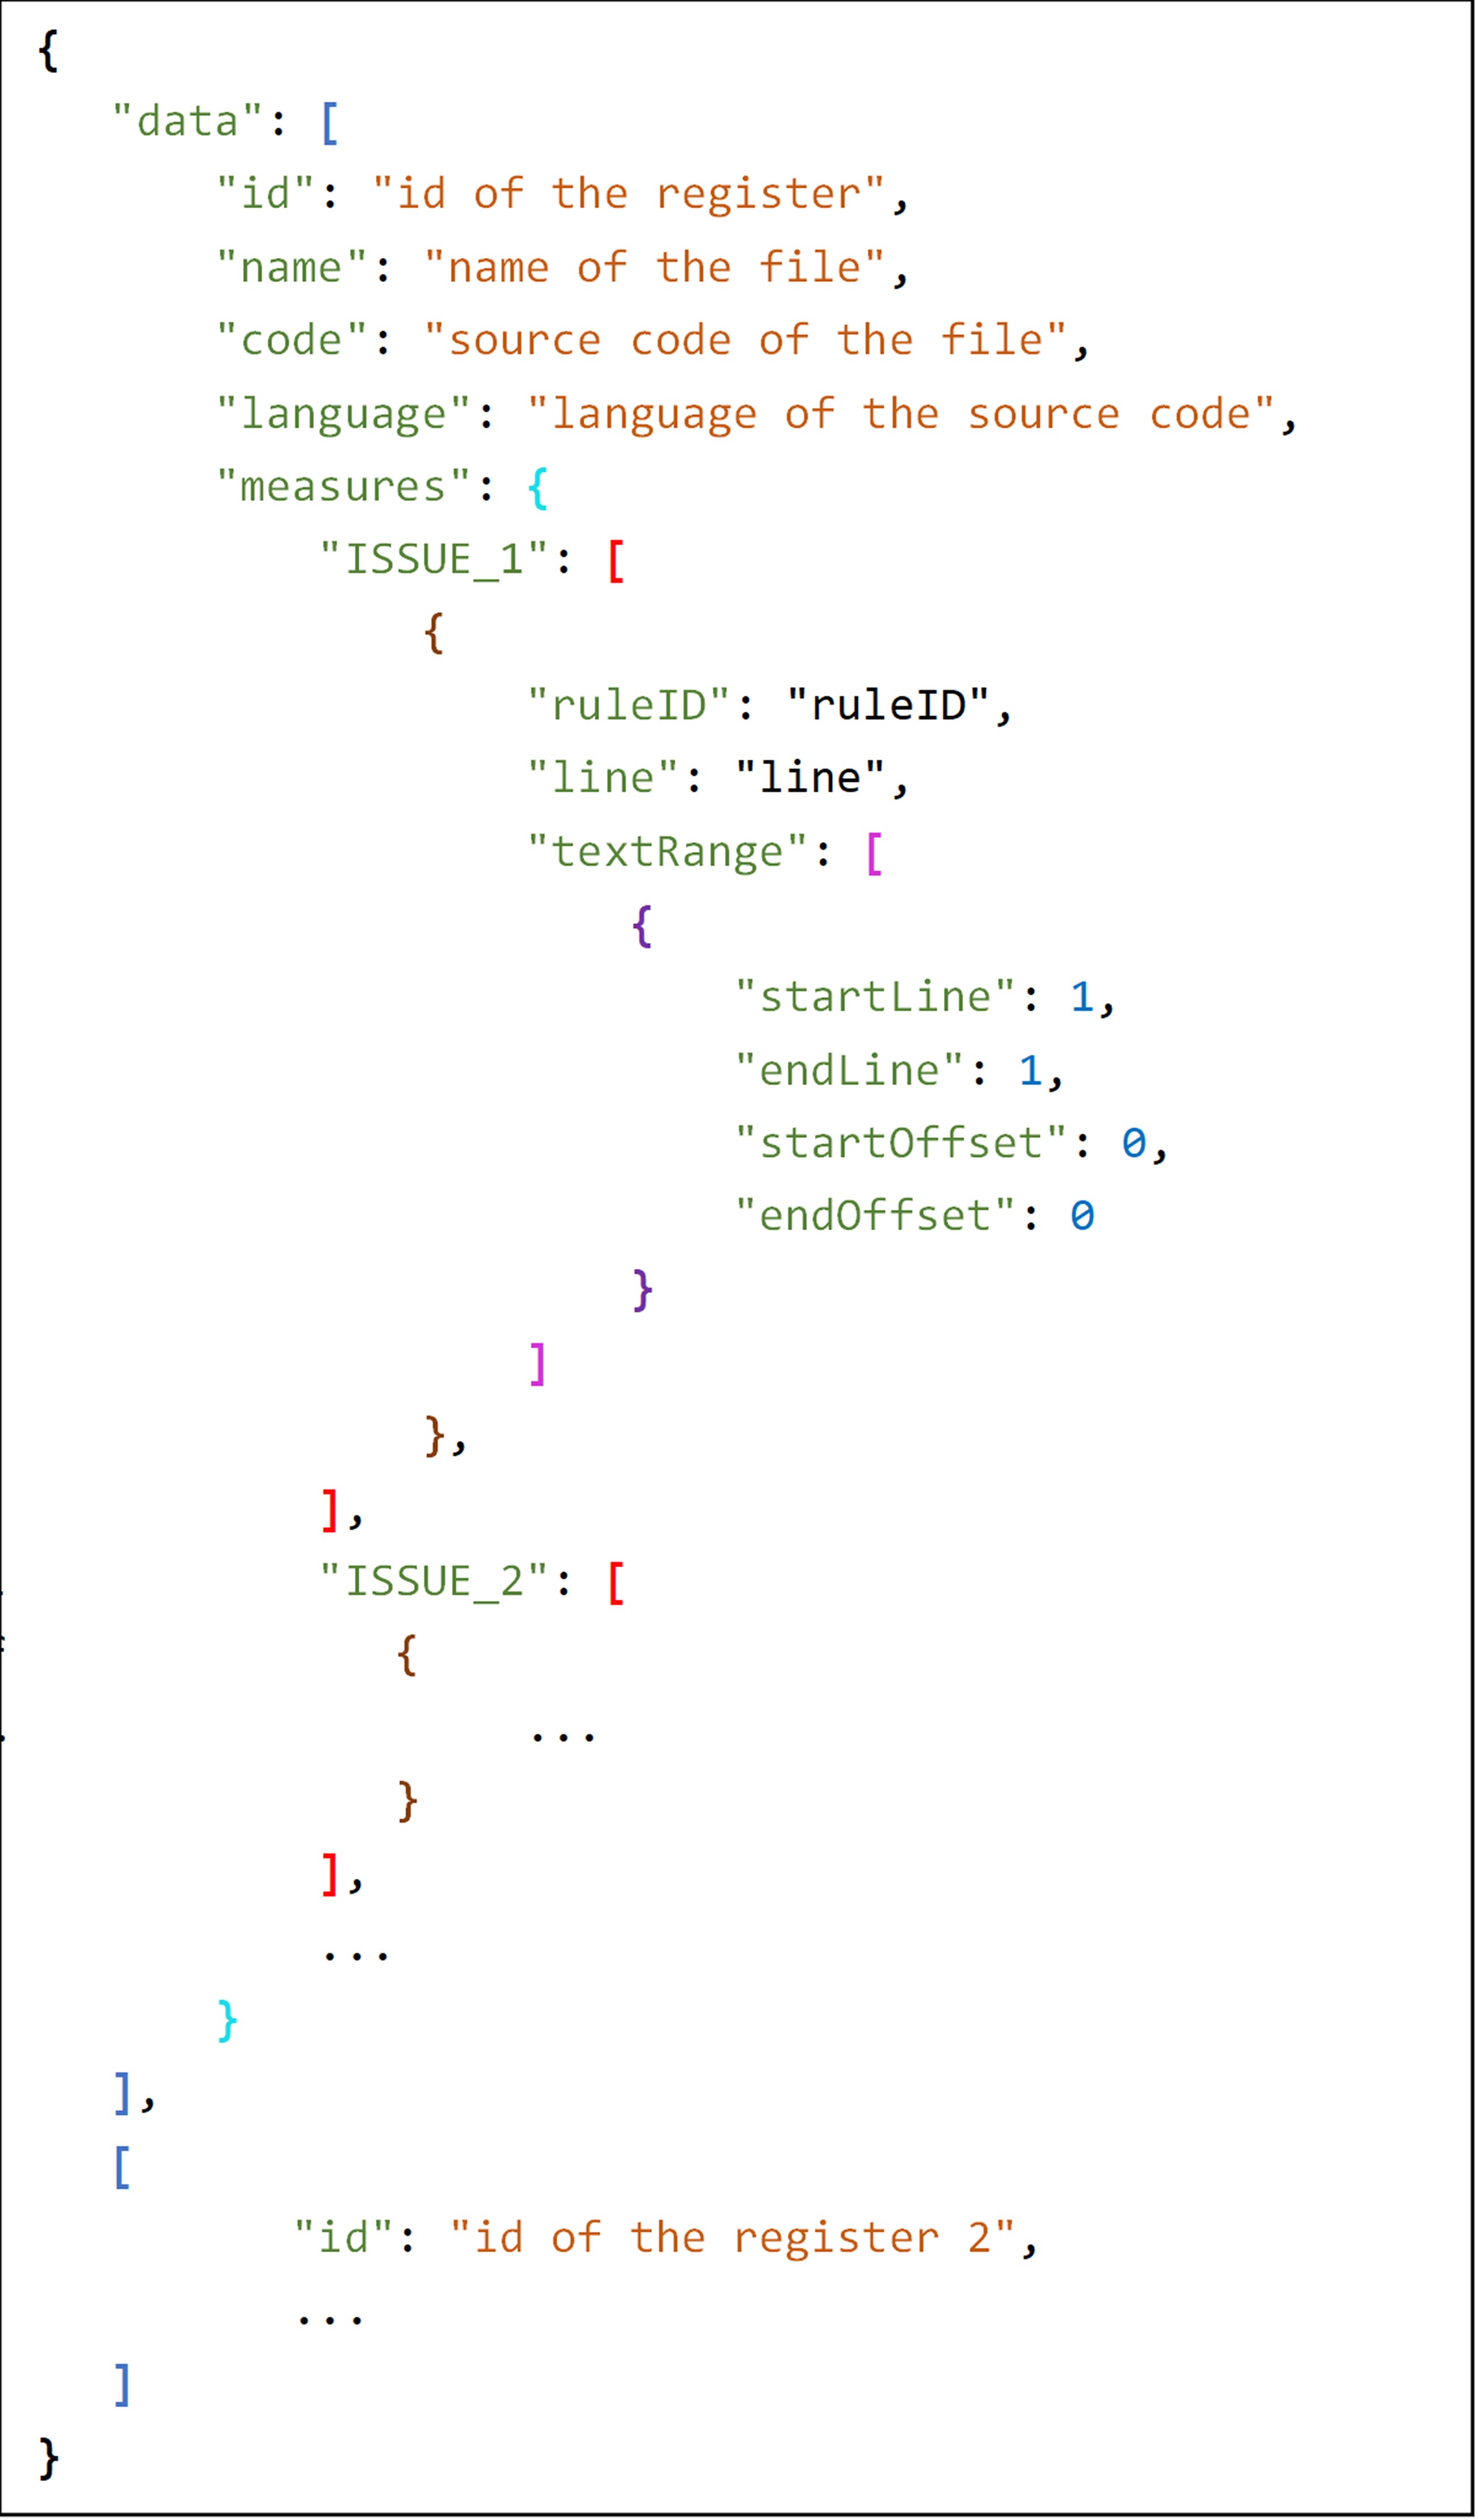 {
"data": [
"id": "id of the register",
"name": "name of the file",
"code": "source code of the file",
"language": "language of the source code",
"measures": {
"ISSUE_1": [
{
"ruleID": "ruleID",
"line": "line",
"textRange": [
{
"startLine": 1,
"endLine": 1,
"startOffset": 0,
"endOffset": 0
}
]
},
],
"ISSUE_2": [
{
...
}
],
...
}
],
[
"id": "id of the register 2",
...
]
}